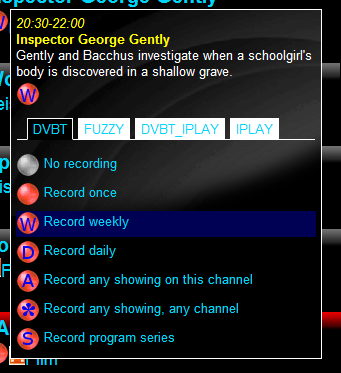 Inspector George Gently
20:30-22:00
Inspector George Gently
Gently and Bacchus investigate when a schoolgirl's
body is discovered in a shallow grave.
W
DVBT FUZZY DVBT_IPLAY IPLAY
No recording
Record once
W Record weekly
D Record daily
A Record any showing on this channel
* Record any showing, any channel
S Record program series